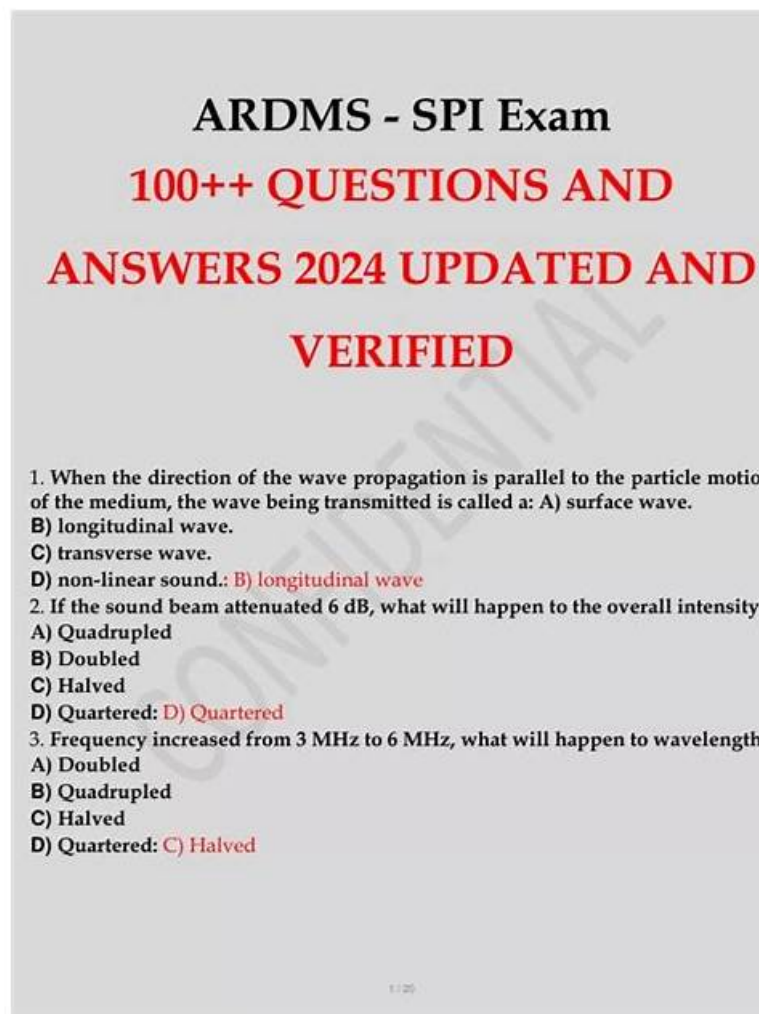 ARDMS - SPI Exam
100++ QUESTIONS AND
ANSWERS 2024 UPDATED AND
VERIFIED
CONFIDENTIAL
1. When the direction of the wave propagation is parallel to the particle motio
of the medium, the wave being transmitted is called a: A) surface wave.
B) longitudinal wave.
C) transverse wave.
D) non-linear sound.: B) longitudinal wave
2. If the sound beam attenuated 6 dB, what will happen to the overall intensity
A) Quadrupled
B) Doubled
C) Halved
D) Quartered: D) Quartered
3. Frequency increased from 3 MHz to 6 MHz, what will happen to wavelength
A) Doubled
B) Quadrupled
C) Halved
D) Quartered: C) Halved
1 / 20